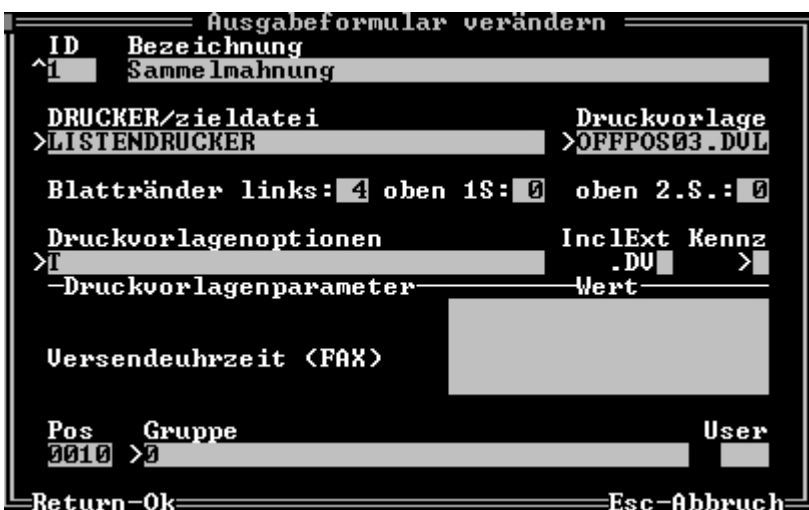 Ausgabeformular verändern
ID Bezeichnung
^1 Sammelmahnung
DRUCKER/zieldatei Druckvorlage
>LISTENDRUCKER >OFFPOS03.DVL
Blattränder links: 4 oben 1S: 0 oben 2.S.: 0
Druckvorlagenoptionen InclExt Kennz
>T .DV >
Druckvorlagenparameter Wert
Versendeuhrzeit (FAX)
Pos Gruppe User
0010 >0
Return-Ok Esc-Abbruch